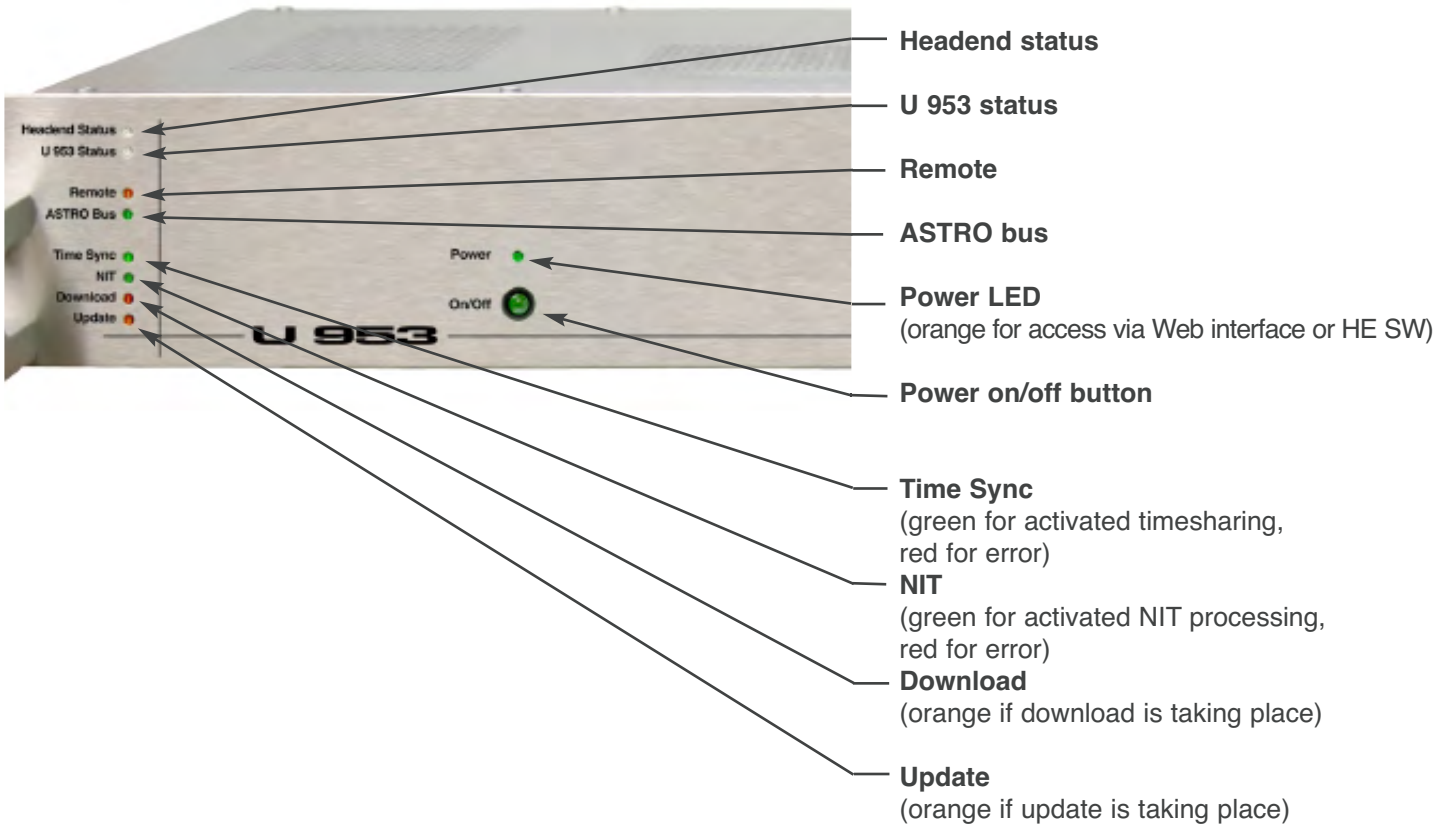 Headend Status
U 953 Status
Remote
ASTRO Bus
Time Sync
NIT
Download
Update
Power
On/Off
U 953
Headend status
U 953 status
Remote
ASTRO bus
Power LED
(orange for access via Web interface or HE SW)
Power on/off button
Time Sync
(green for activated timesharing,
red for error)
NIT
(green for activated NIT processing,
red for error)
Download
(orange if download is taking place)
Update
(orange if update is taking place)